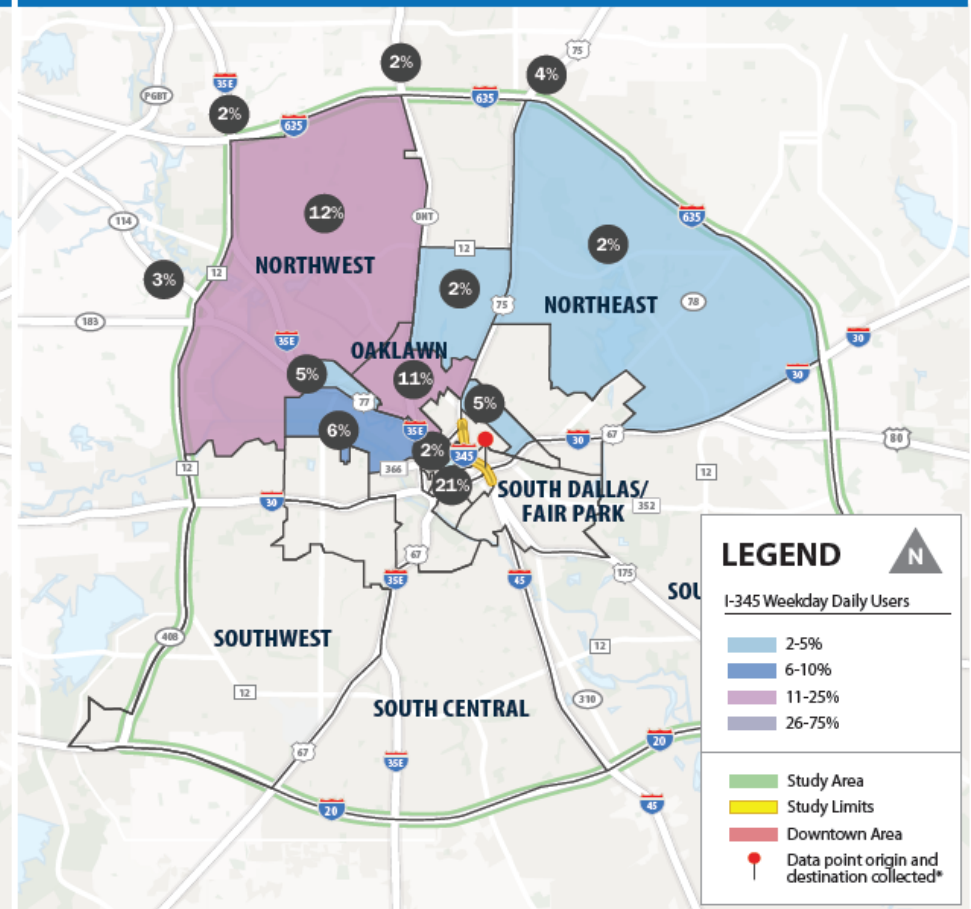 75
2%
4%
35E
PGBT
2%
635
635
12%
114
DNT
635
2%
12
3%
12
NORTHWEST
2%
75
NORTHEAST
78
183
35E
30
OAKLAWN
30
5%
11%
77
5%
6%
35E
30
67
80
2%
345
12
366
12
21%
SOUTH DALLAS/
FAIR PARK
30
352
67
35E
45
175
SOU
408
SOUTHWEST
12
12
310
SOUTH CENTRAL
67
35E
20
20
45
LEGEND
N
I-345 Weekday Daily Users
2-5%
6-10%
11-25%
26-75%
Study Area
Study Limits
Downtown Area
Data point origin and
destination collected*